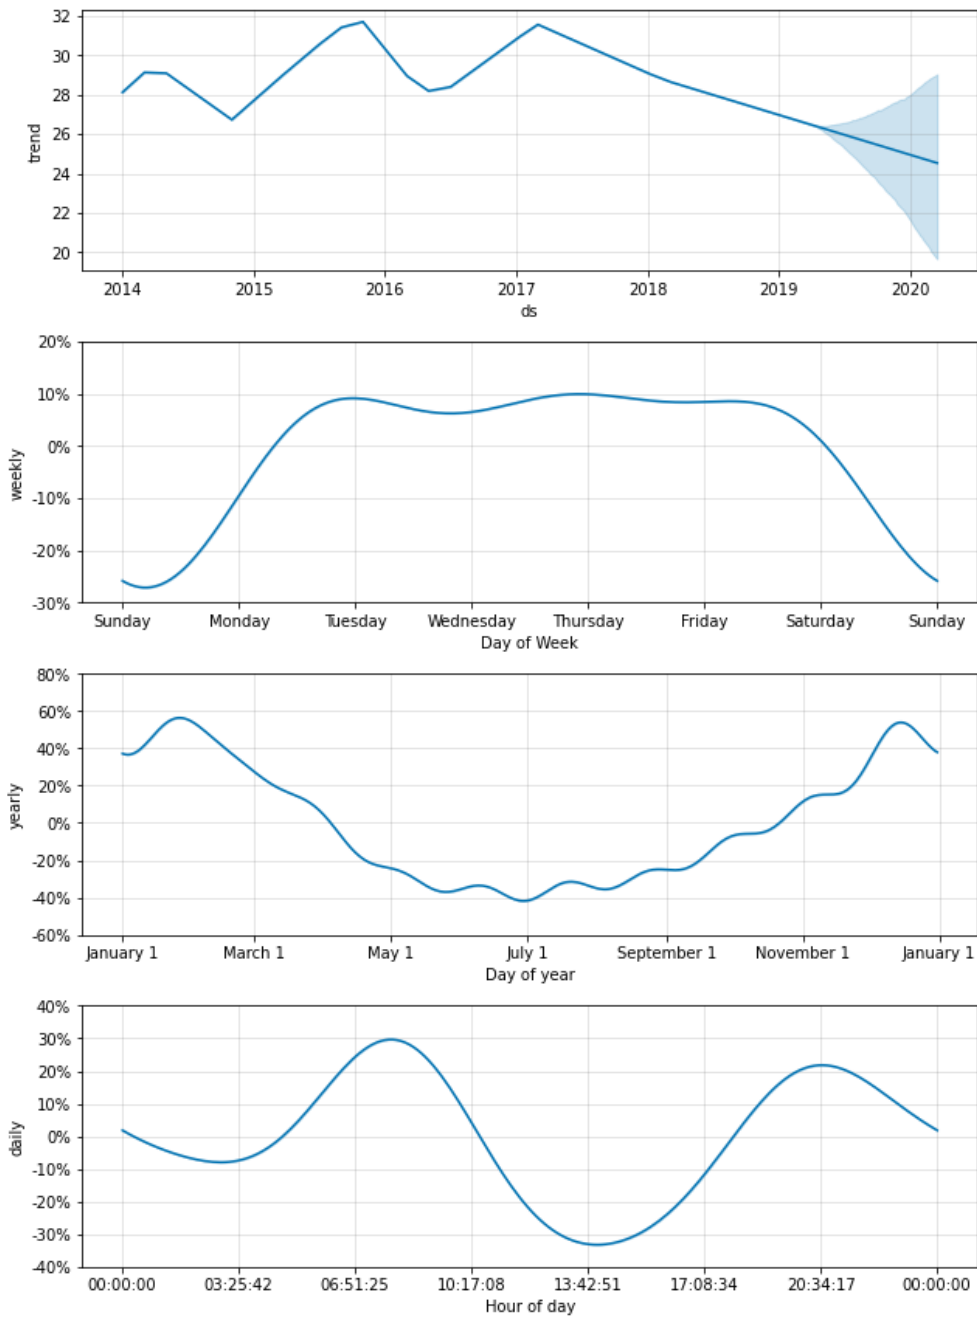 32
30
28
26
24
22
20
trend
2014 2015 2016 2017 2018 2019 2020
ds
20%
10%
0%
-10%
-20%
-30%
weekly
Sunday Monday Tuesday Wednesday Thursday Friday Saturday Sunday
Day of Week
80%
60%
40%
20%
0%
-20%
-40%
-60%
yearly
January 1 March 1 May 1 July 1 September 1 November 1 January 1
Day of year
40%
30%
20%
10%
0%
-10%
-20%
-30%
-40%
daily
00:00:00 03:25:42 06:51:25 10:17:08 13:42:51 17:08:34 20:34:17 00:00:00
Hour of day